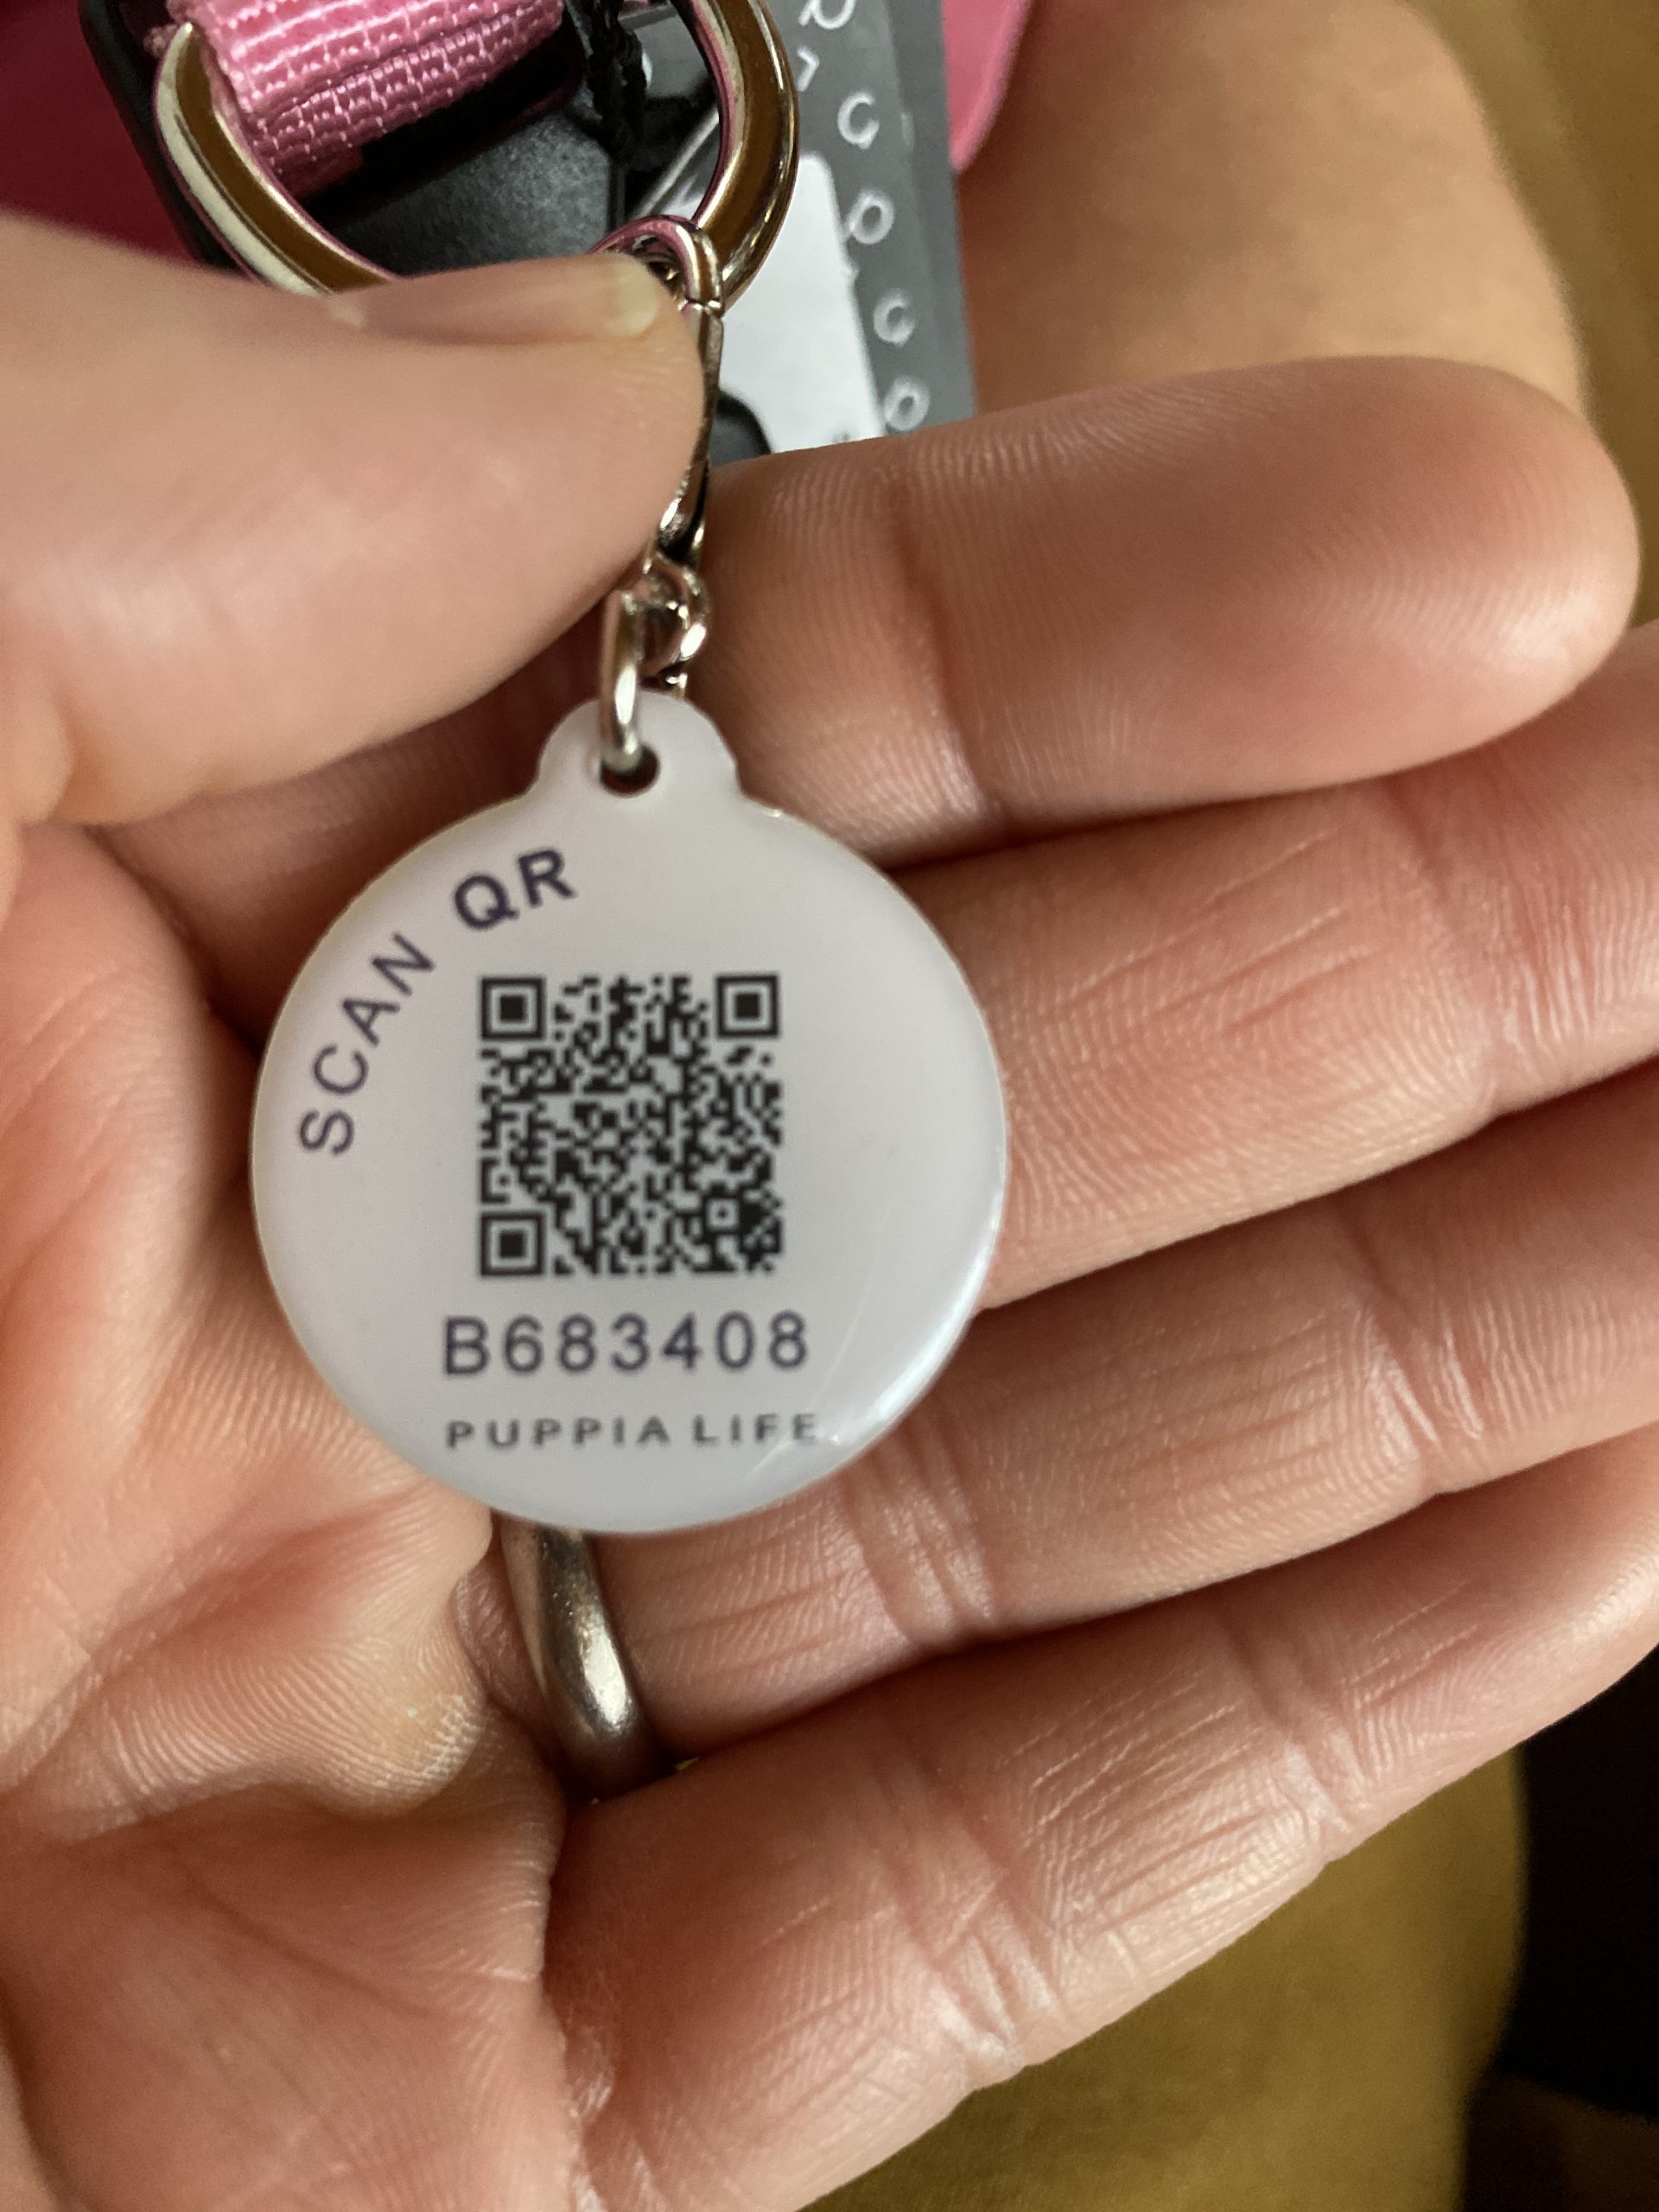 SCAN QR
B683408
PUPPIA LIFE